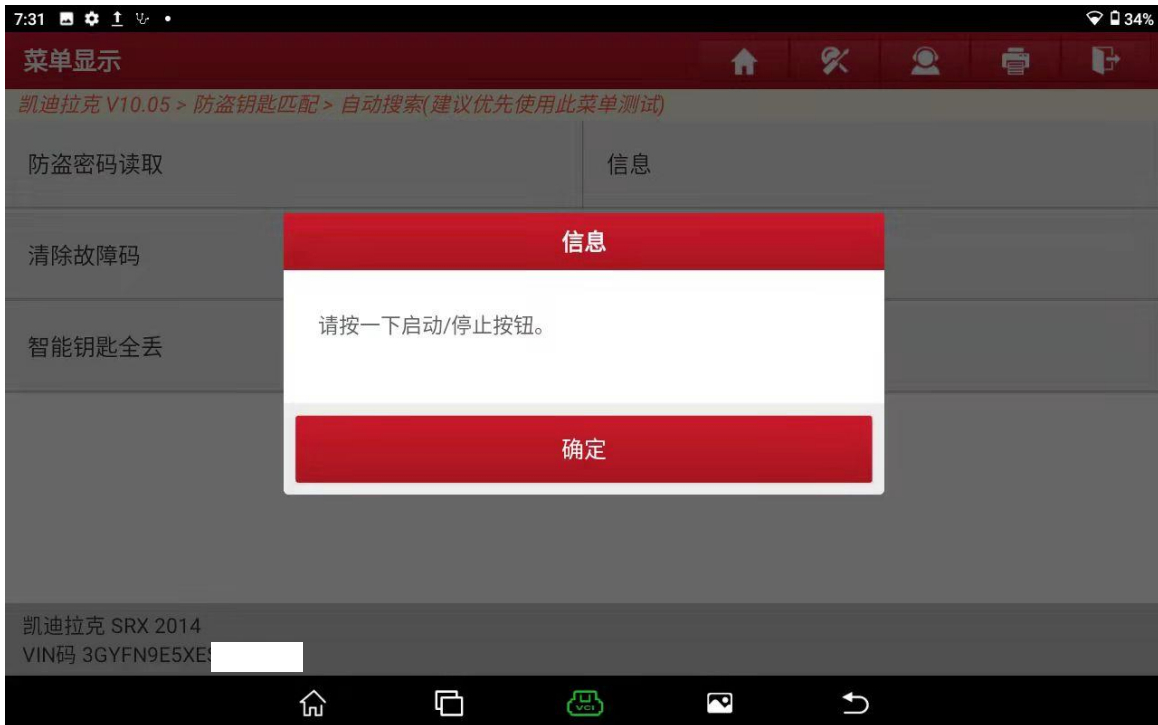 7:31
34%
菜单显示
凯迪拉克 V10.05 > 防盗钥匙匹配 > 自动搜索(建议优先使用此菜单测试)
防盗密码读取
信息
清除故障码
智能钥匙全丢
信息
请按一下启动/停止按钮。
确定
凯迪拉克 SRX 2014
VIN码 3GYFN9E5XE
VCI